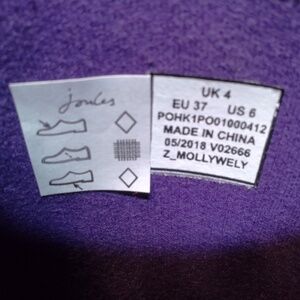 joules
UK 4
EU 37 US 6
POHK1PO01000412
MADE IN CHINA
05/2018 V02666
Z_MOLLYWELY